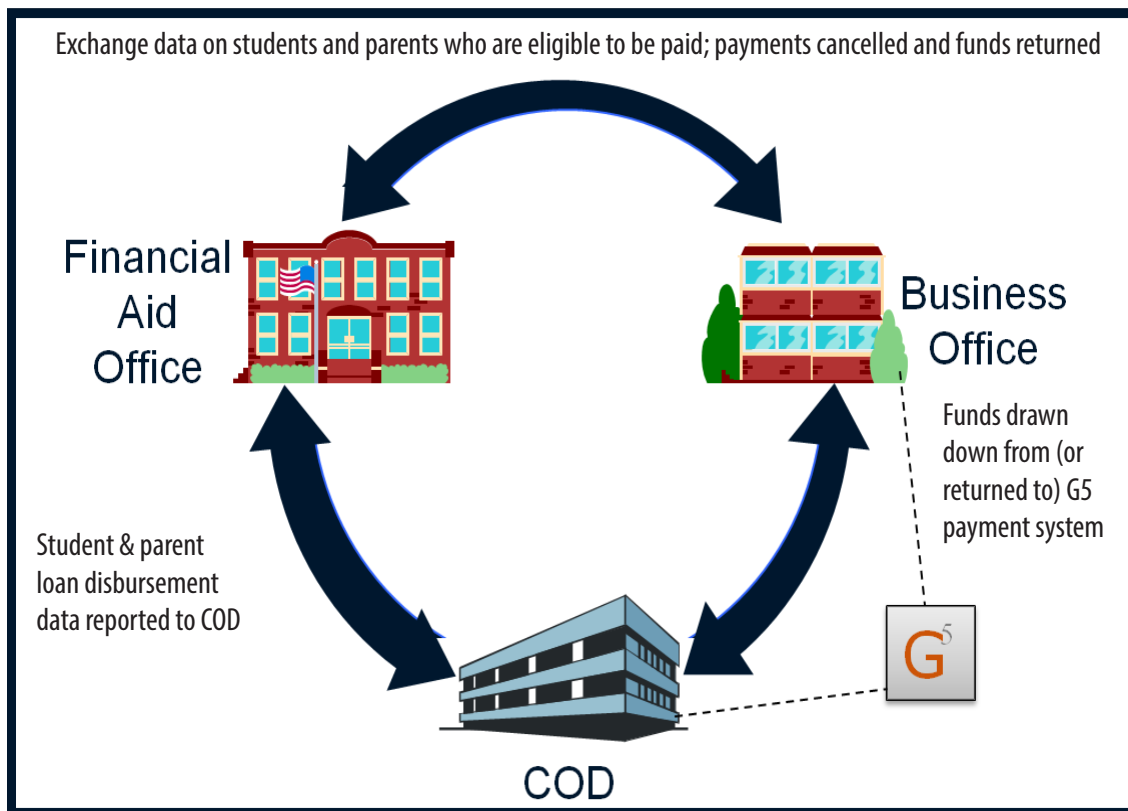 Exchange data on students and parents who are eligible to be paid; payments cancelled and funds returned
Financial
Aid
Office
Business
Office
Funds drawn
down from (or
returned to) G5
payment system
Student & parent
loan disbursement
data reported to COD
G5
COD